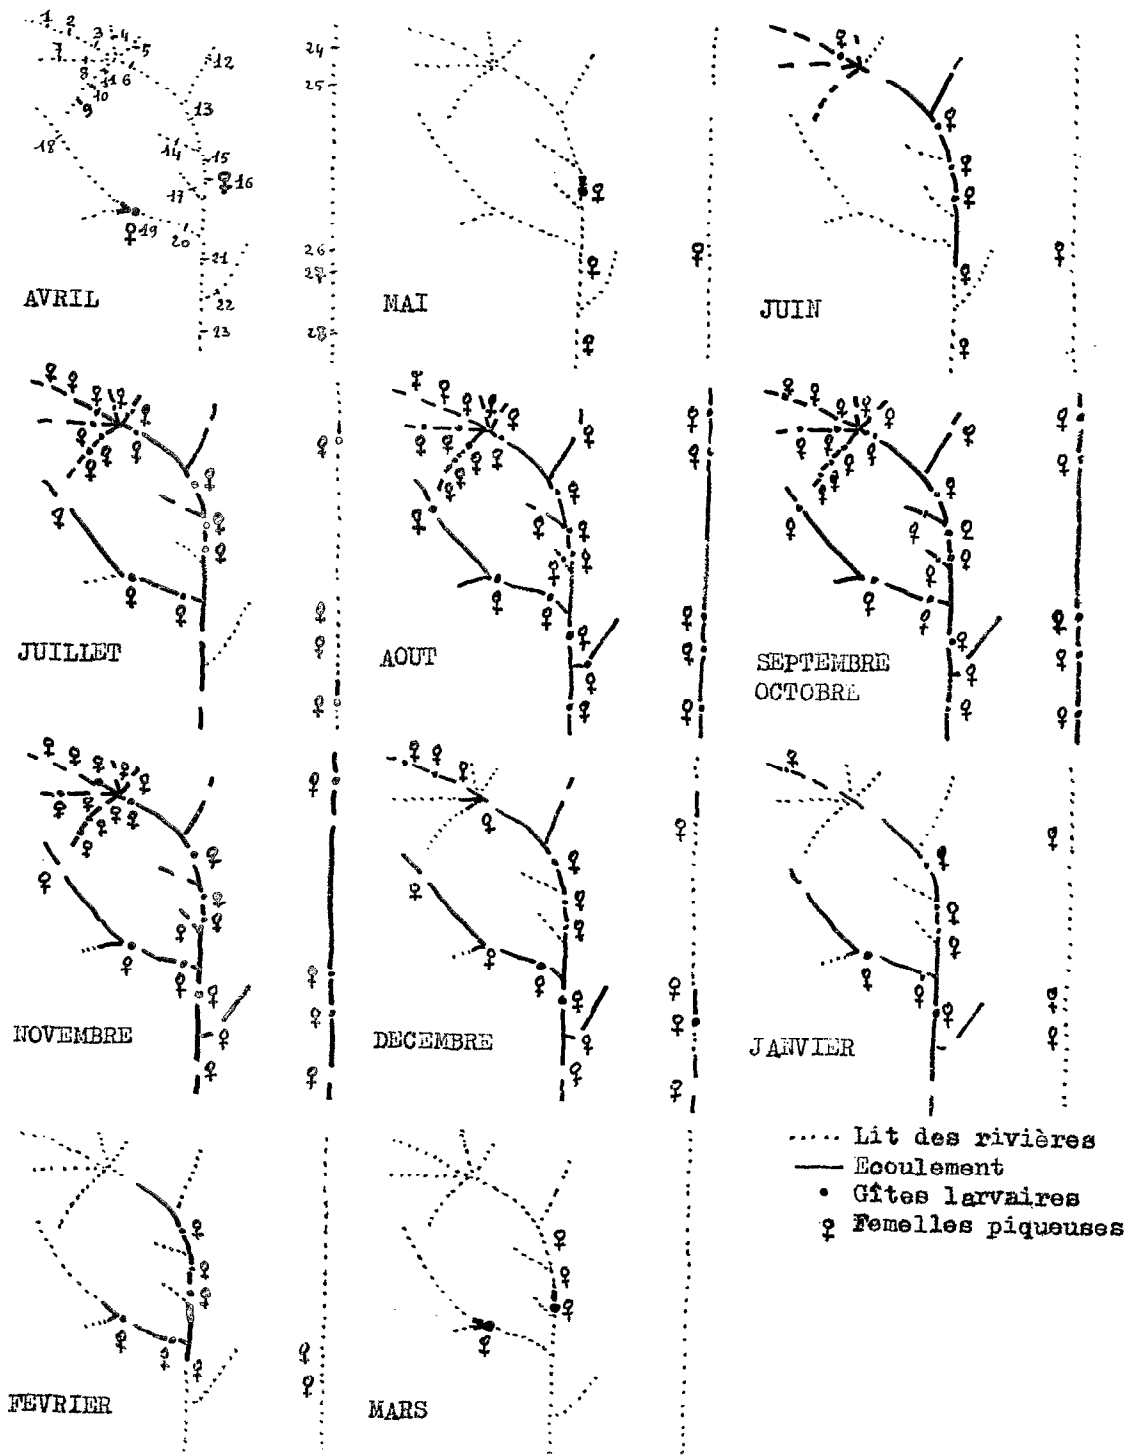 1 2 3 4 5
7 8 11 6 12
10
9 13
18 14 15
17 16
19 20
21
22
23
24
25
26
27
28
AVRIL
MAI
JUIN
JUILLET
AOUT
SEPTEMBRE
OCTOBRE
NOVEMBRE
DECEMBRE
JANVIER
Lit des rivières
Ecoulement
Gîtes larvaires
Femelles piqueuses
FEVRIER
MARS